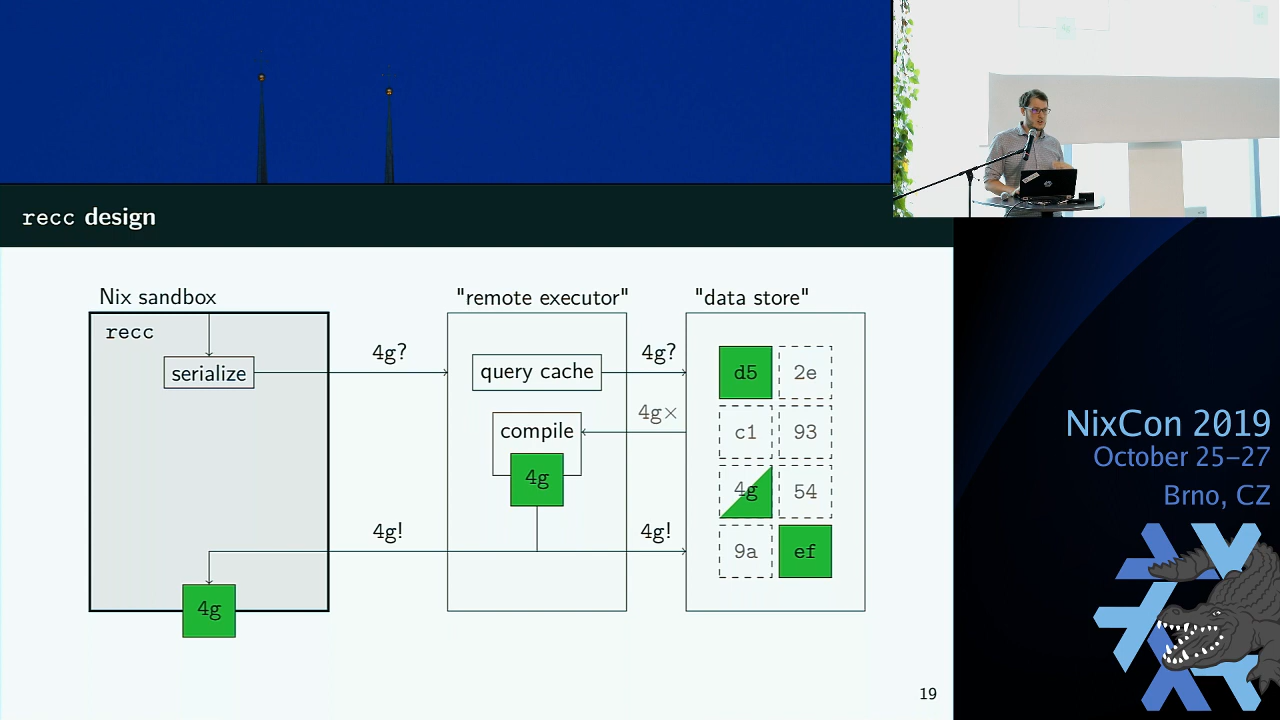 recc design
Nix sandbox
"remote executor"
"data store"
recc
serialize
4g?
query cache
4g?
d5
2e
compile
4g×
c1
93
4g
4g
54
4g!
4g!
9a
ef
4g
19
NixCon 2019
October 25–27
Brno, CZ